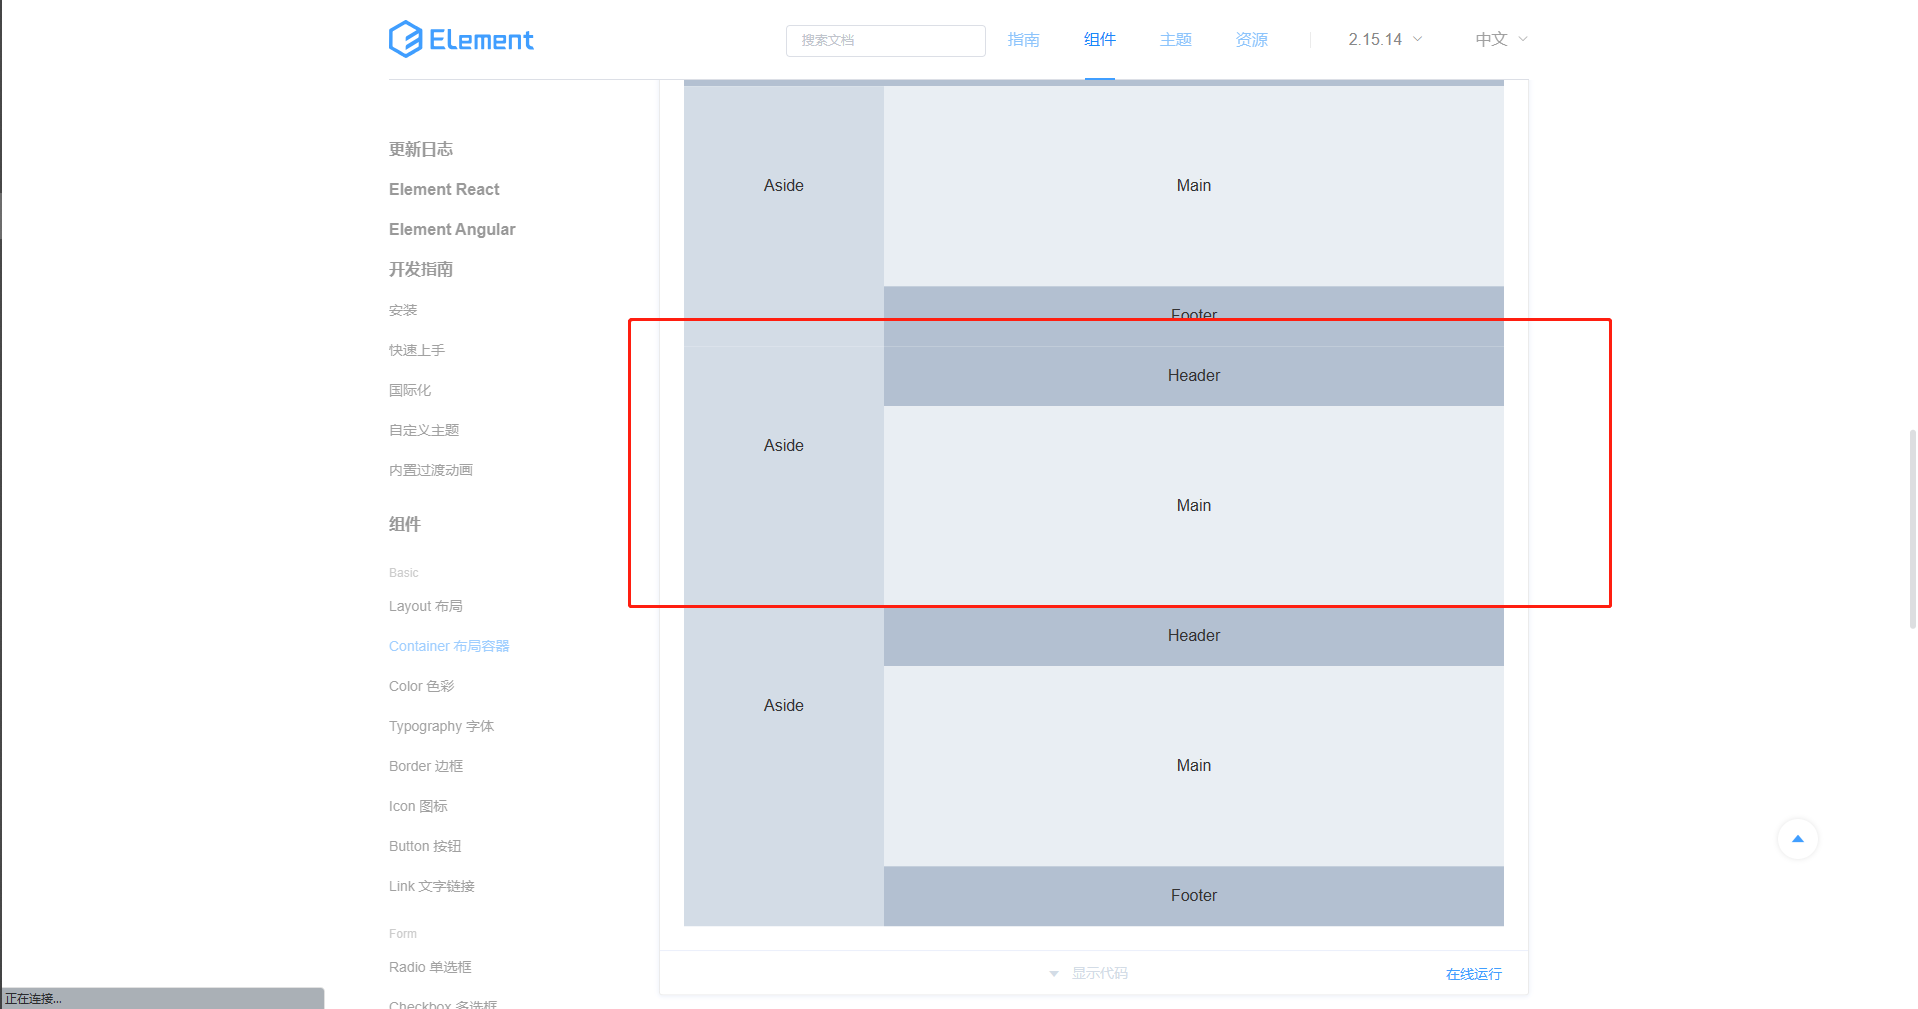 Element
搜索文档
指南
组件
主题
资源
2.15.14
中文
更新日志
Element React
Element Angular
开发指南
安装
快速上手
国际化
自定义主题
内置过渡动画
组件
Basic
Layout 布局
Container 布局容器
Color 色彩
Typography 字体
Border 边框
Icon 图标
Button 按钮
Link 文字链接
Form
Radio 单选框
Checkbox 多选框
Aside
Main
Footer
Header
Aside
Main
Header
Aside
Main
Footer
显示代码
在线运行
正在连接...